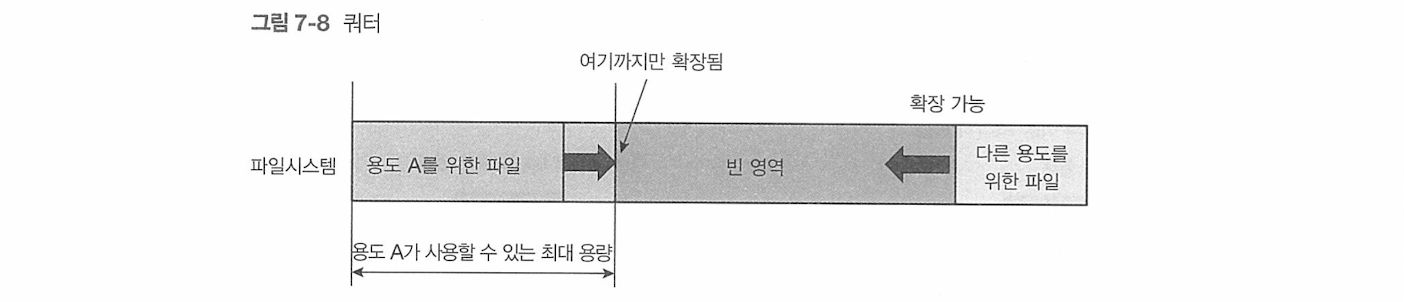 그림 7-8 쿼터
여기까지만 확장됨
확장 가능
파일시스템
용도 A를 위한 파일
빈 영역
다른 용도를
위한 파일
용도 A가 사용할 수 있는 최대 용량